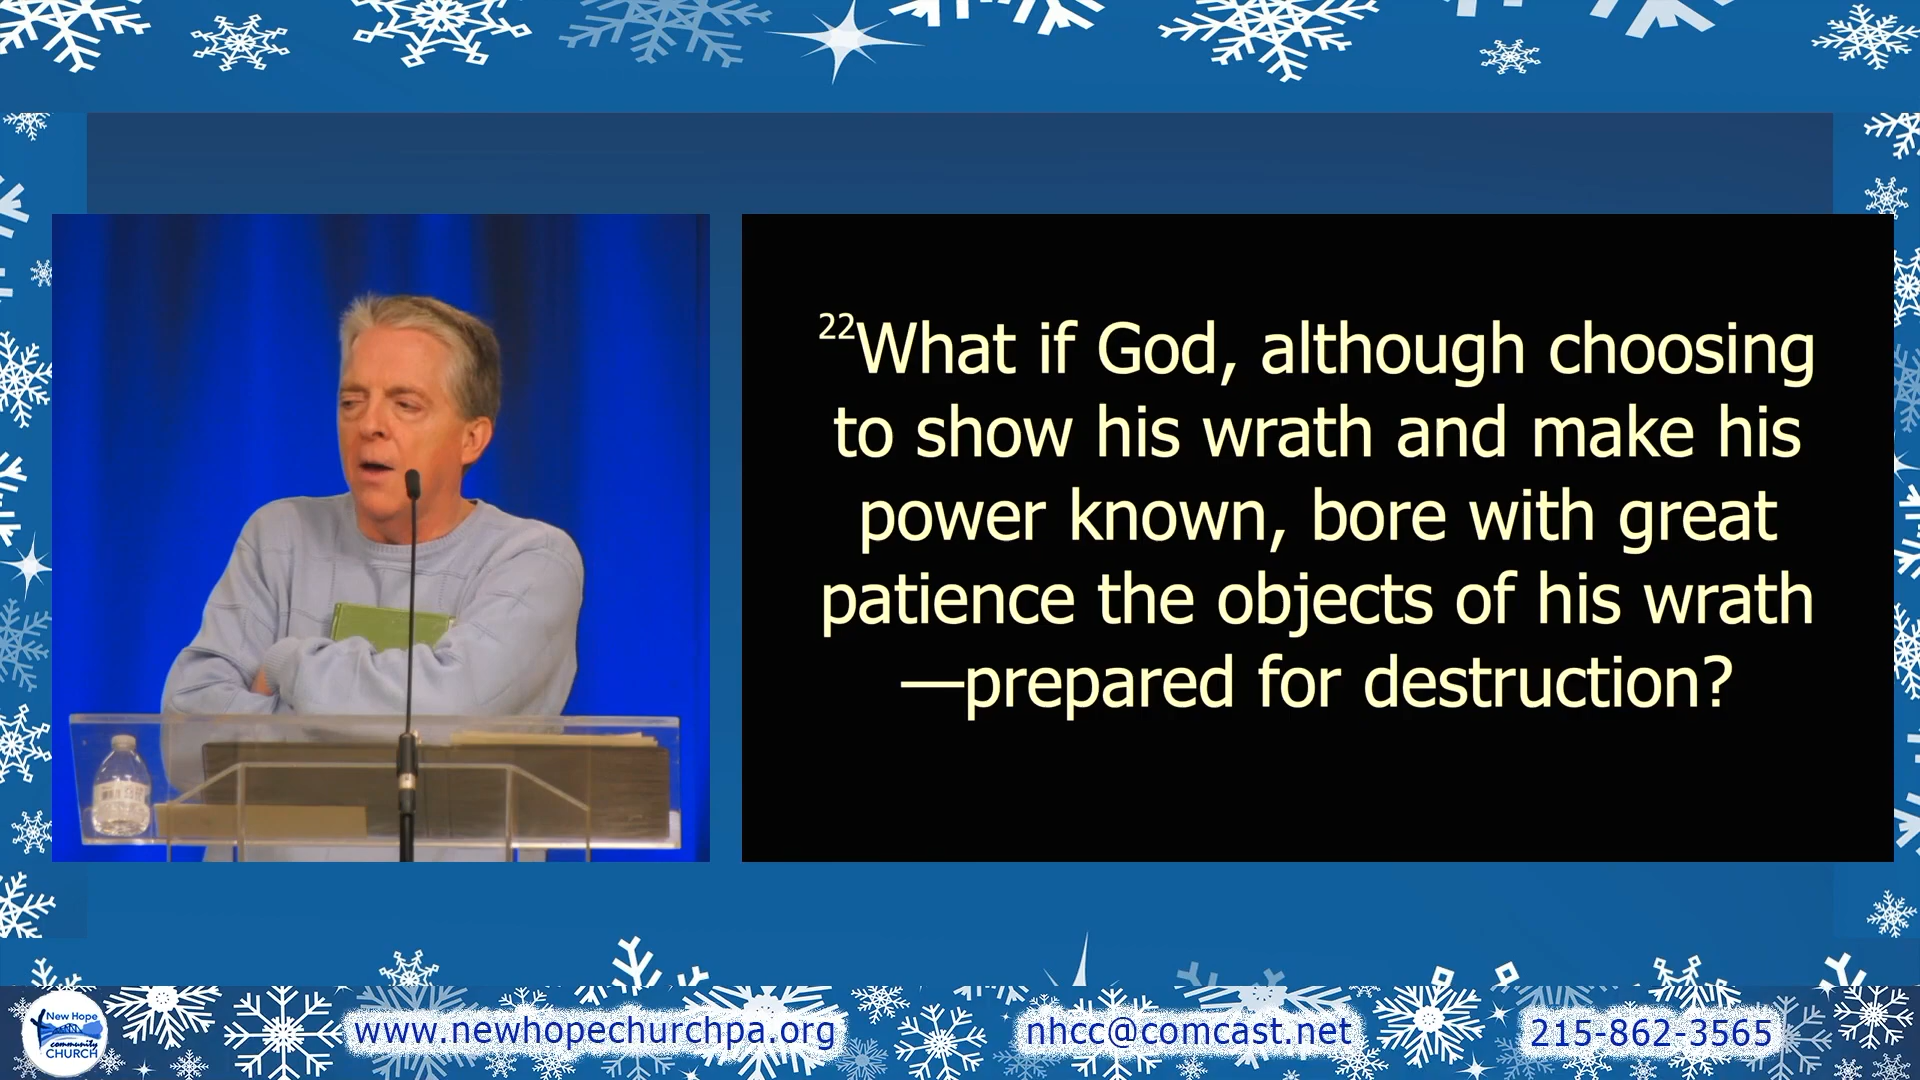 22What if God, although choosing
to show his wrath and make his
power known, bore with great
patience the objects of his wrath
—prepared for destruction?
New Hope
community
CHURCH
www.newhopechurchpa.org
nhcc@comcast.net
215-862-3565